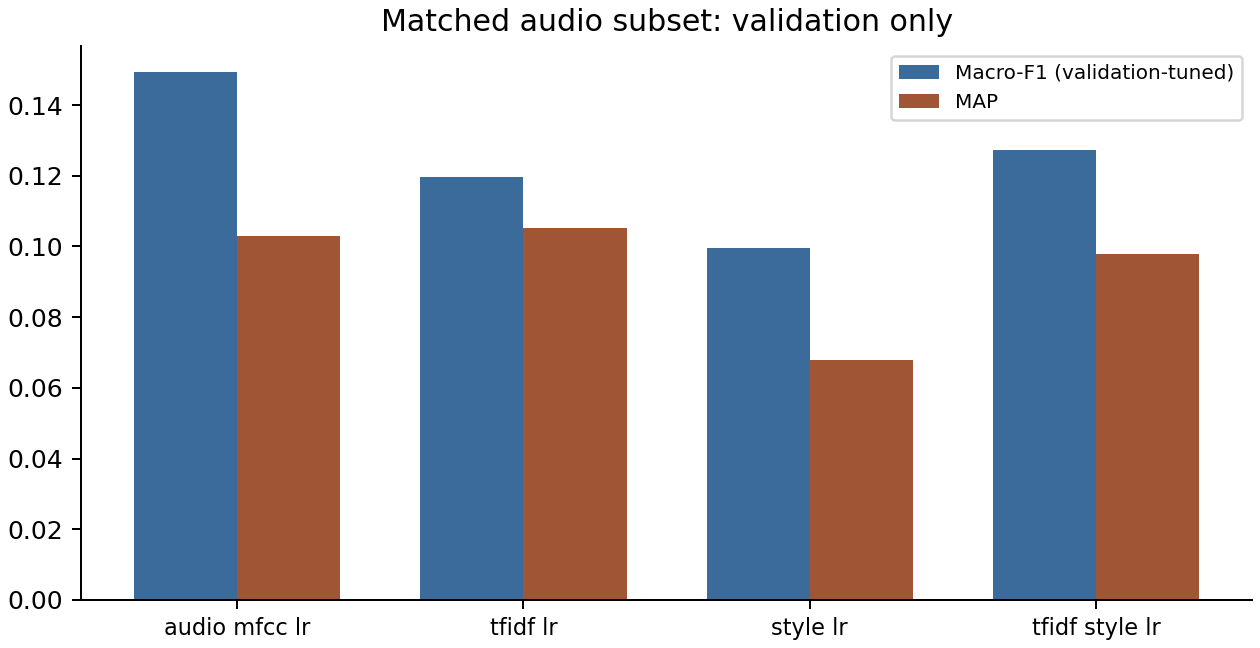 Matched audio subset: validation only
Macro-F1 (validation-tuned)
MAP
0.14
0.12
0.10
0.08
0.06
0.04
0.02
0.00
audio mfcc lr
tfidf lr
style lr
tfidf style lr